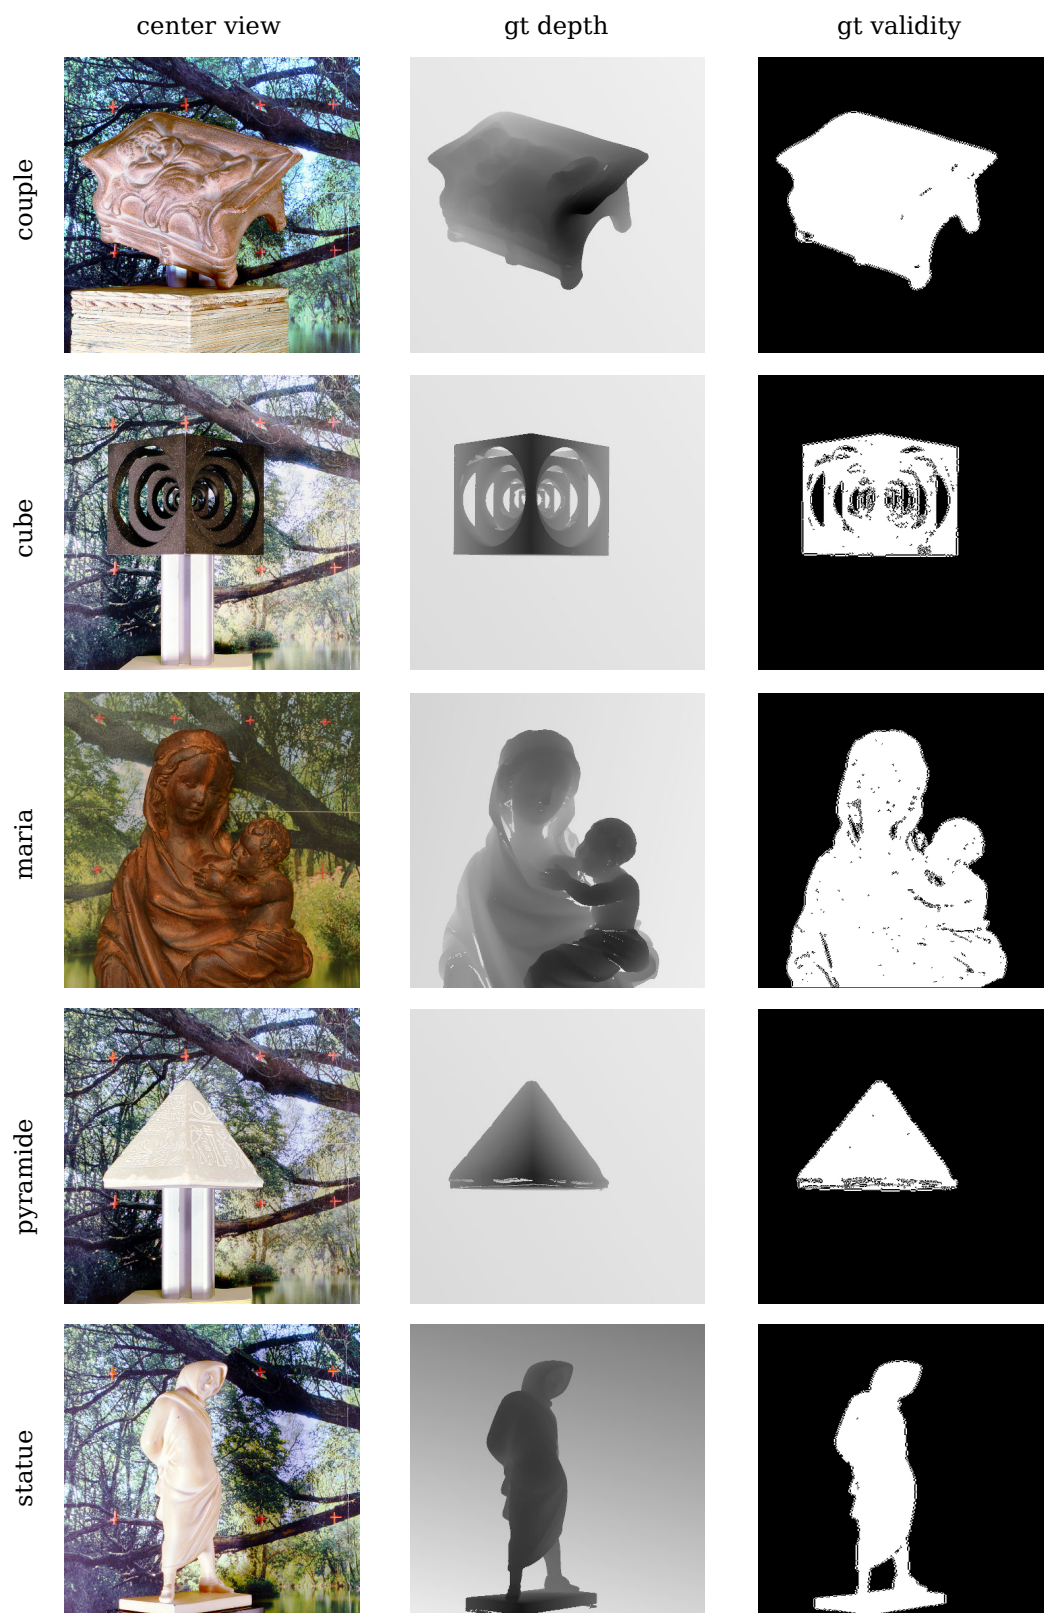 center view gt depth gt validity
couple
cube
maria
pyramide
statue